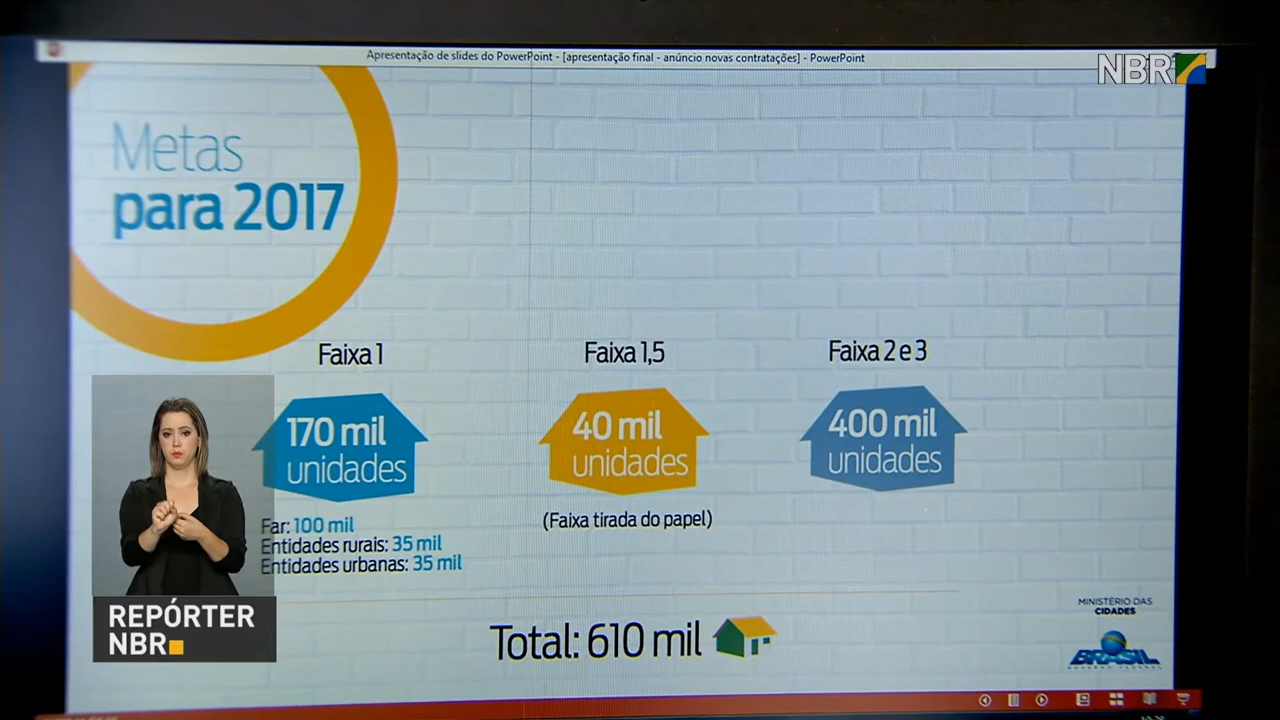 Apresentação de slides do PowerPoint - [apresentação final - anúncio novas contratações] - PowerPoint
NBR
Metas
para 2017
Faixa 1
Faixa 1,5
Faixa 2 e 3
170 mil
unidades
40 mil
unidades
400 mil
unidades
Far: 100 mil
Entidades rurais: 35 mil
Entidades urbanas: 35 mil
(Faixa tirada do papel)
REPÓRTER
NBR
Total: 610 mil
MINISTÉRIO DAS
CIDADES
BRASIL
GOVERNO FEDERAL